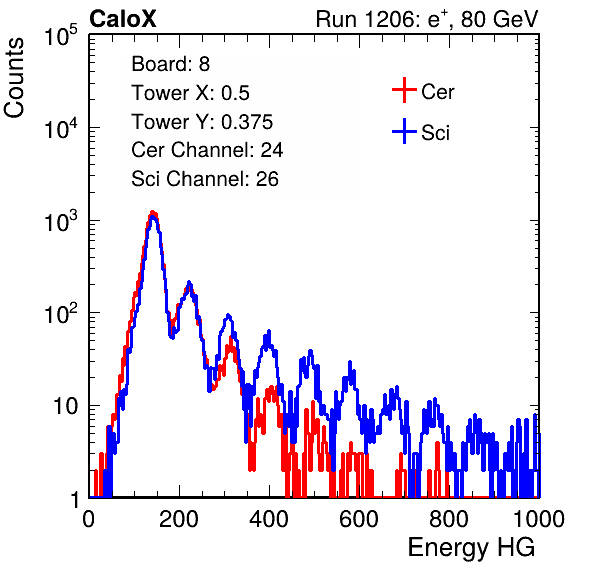 CaloX Run 1206: e⁺, 80 GeV
Counts
10⁵
10⁴
10³
10²
10
1
Board: 8
Tower X: 0.5
Tower Y: 0.375
Cer Channel: 24
Sci Channel: 26
Cer
Sci
0 200 400 600 800 1000
Energy HG